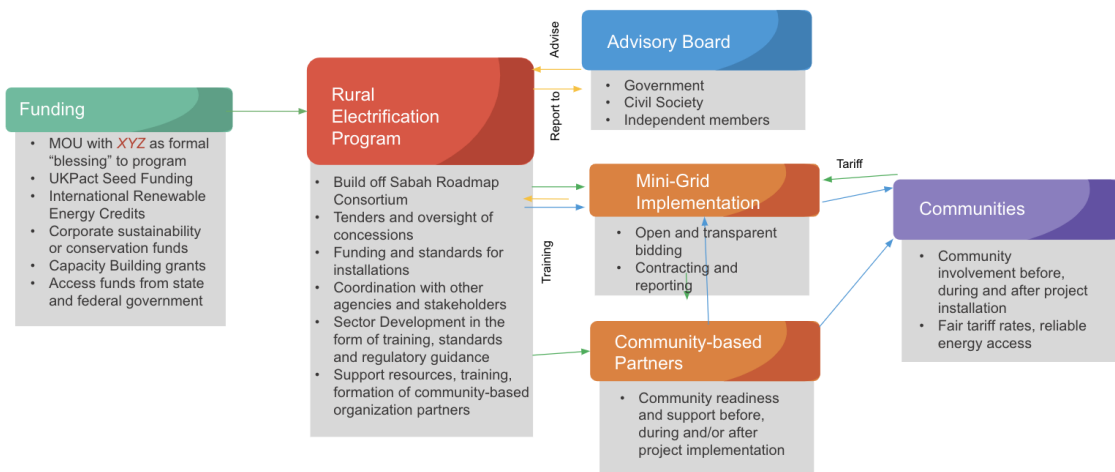 Funding
• MOU with XYZ as formal
“blessing” to program
• UKPact Seed Funding
• International Renewable
Energy Credits
• Corporate sustainability
or conservation funds
• Capacity Building grants
• Access funds from state
and federal government
Rural
Electrification
Program
• Build off Sabah Roadmap
Consortium
• Tenders and oversight of
concessions
• Funding and standards for
installations
• Coordination with other
agencies and stakeholders
• Sector Development in the
form of training, standards
and regulatory guidance
• Support resources, training,
formation of community-based
organization partners
Advise
Report to
Training
Advisory Board
• Government
• Civil Society
• Independent members
Mini-Grid
Implementation
• Open and transparent
bidding
• Contracting and
reporting
Community-based
Partners
• Community readiness
and support before,
during and/or after
project implementation
Tariff
Communities
• Community
involvement before,
during and after project
installation
• Fair tariff rates, reliable
energy access